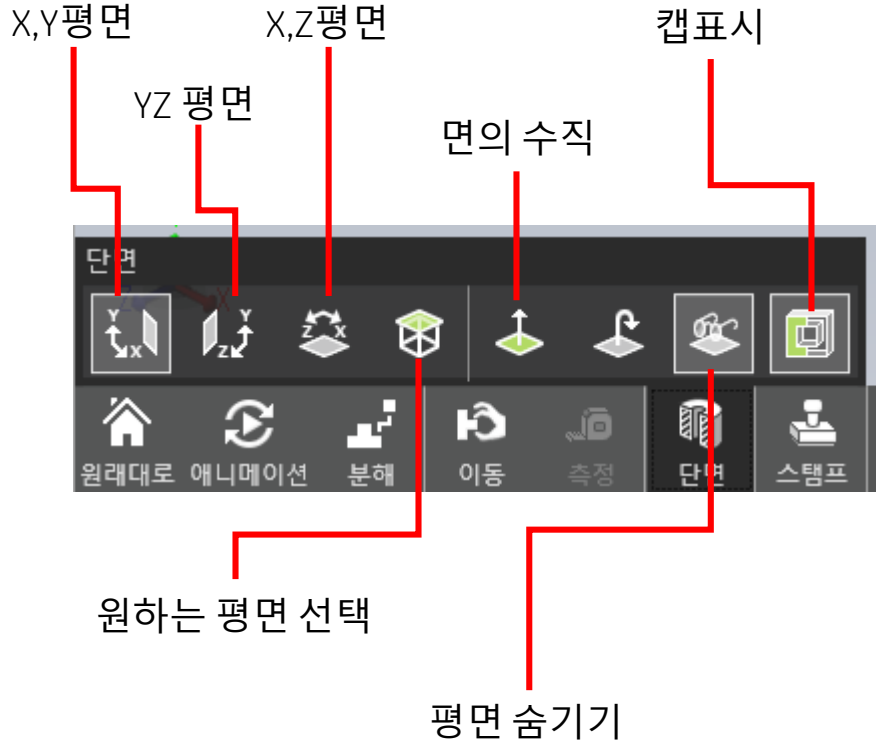 X,Y평면
X,Z평면
캡표시
YZ 평면
면의 수직
단면
원래대로 애니메이션 분해 이동 측정 단면 스탬프
원하는 평면 선택
평면 숨기기